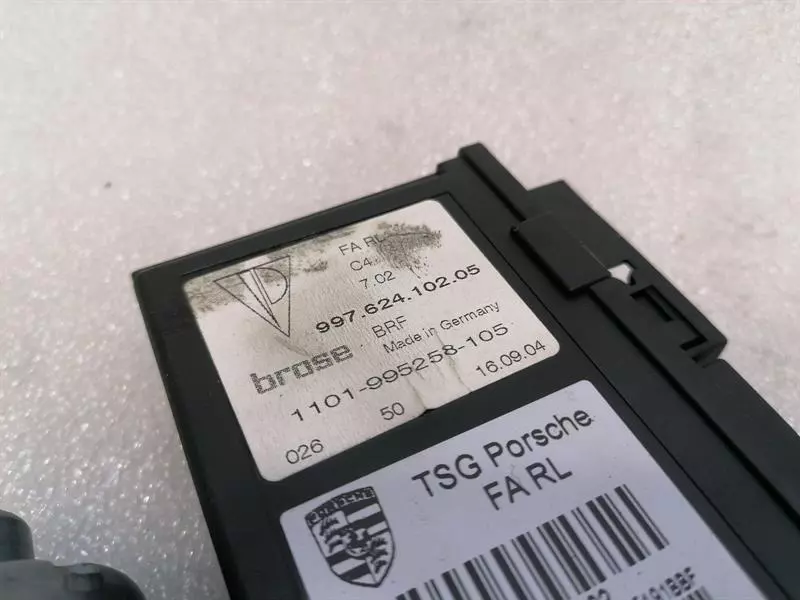 FA RL
7.02
997.624.102.05
BRF
brose
Made in Germany
1101-995258-105
026
50
16.09.04
TSG Porsche
FA RL
PORSCHE